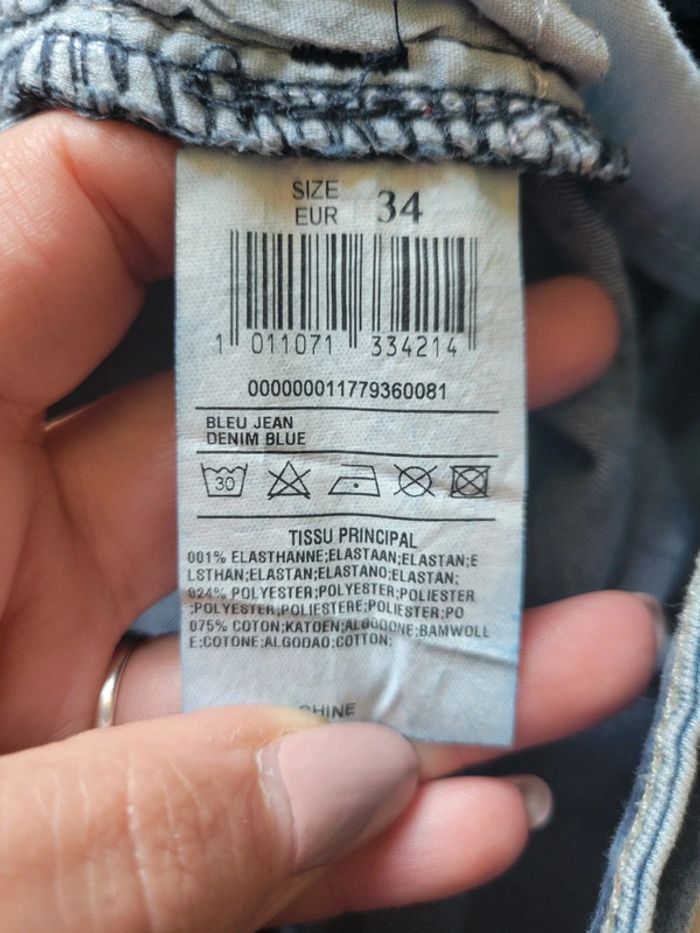 SIZE
EUR 34
1 011071 334214
000000011779360081
BLEU JEAN
DENIM BLUE
30
TISSU PRINCIPAL
001% ELASTHANNE;ELASTAAN;ELASTAN;E
LSTHAN;ELASTAN;ELASTANO;ELASTAN;
024% POLYESTER;POLYESTER;POLIESTER
;POLYESTER;POLIESTERE;POLIESTER;PO
075% COTON;KATOEN;ALGODONE;BAMWOLL
E;COTONE;ALGODAO;COTTON;
CHINE